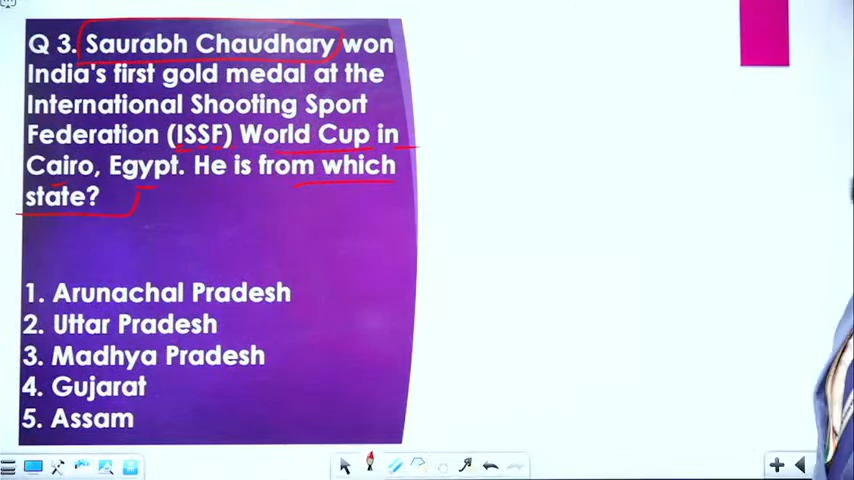 Q 3. Saurabh Chaudhary won
India's first gold medal at the
International Shooting Sport
Federation (ISSF) World Cup in
Cairo, Egypt. He is from which
state?
1. Arunachal Pradesh
2. Uttar Pradesh
3. Madhya Pradesh
4. Gujarat
5. Assam